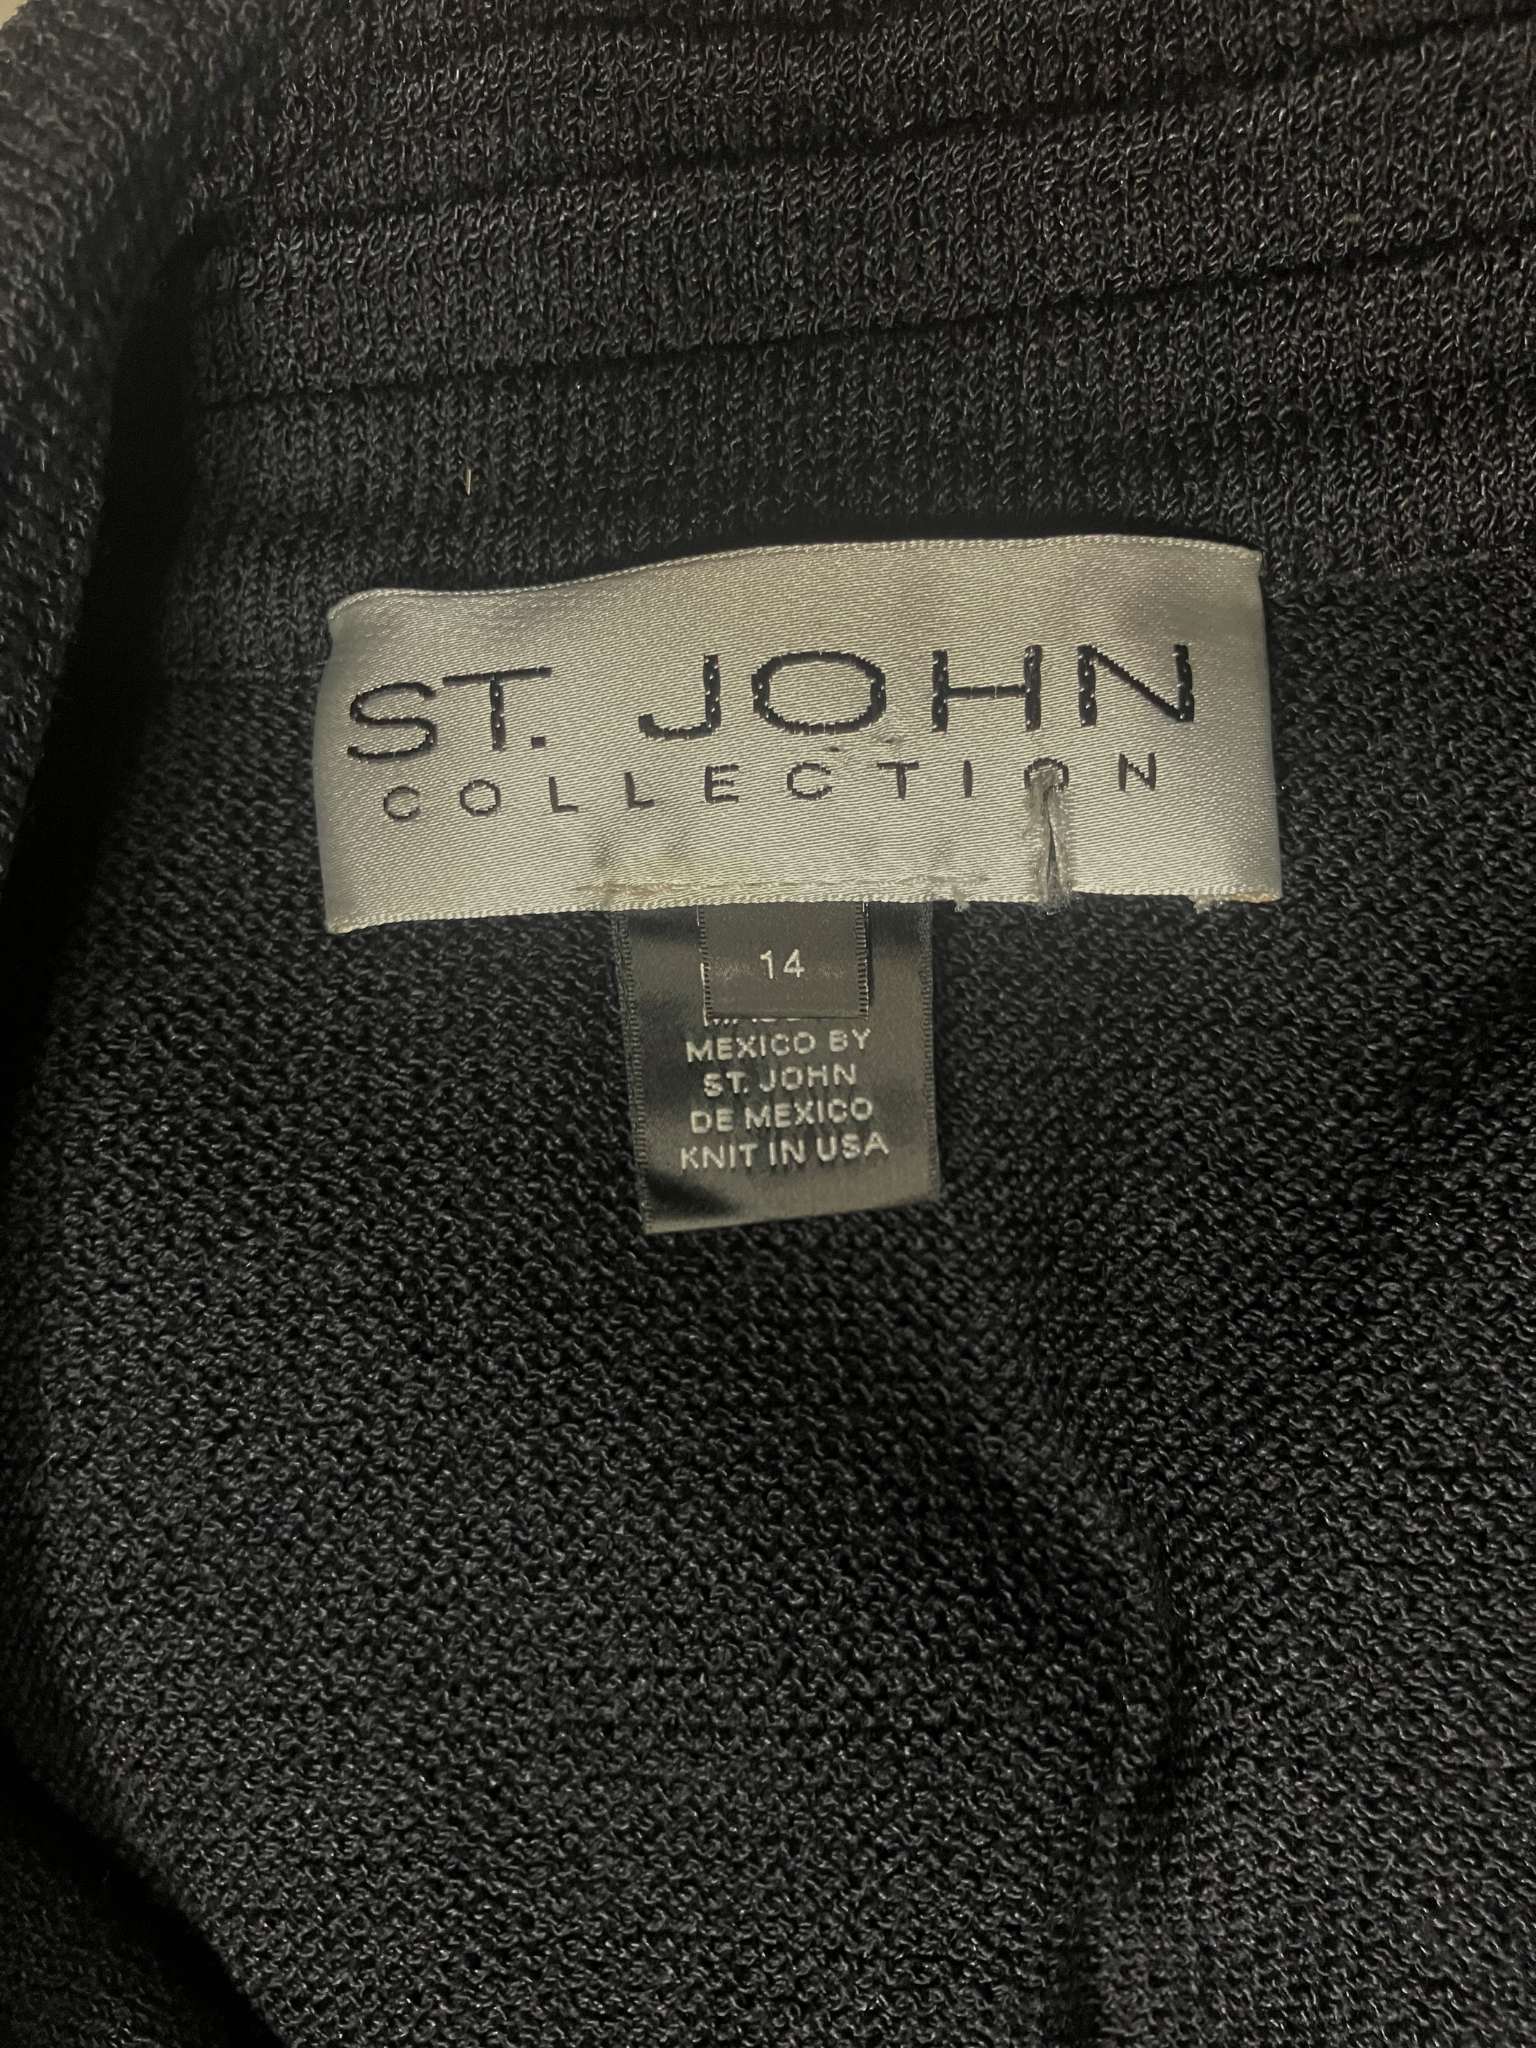 ST. JOHN
COLLECTION
14
MEXICO BY
ST. JOHN
DE MEXICO
KNIT IN USA